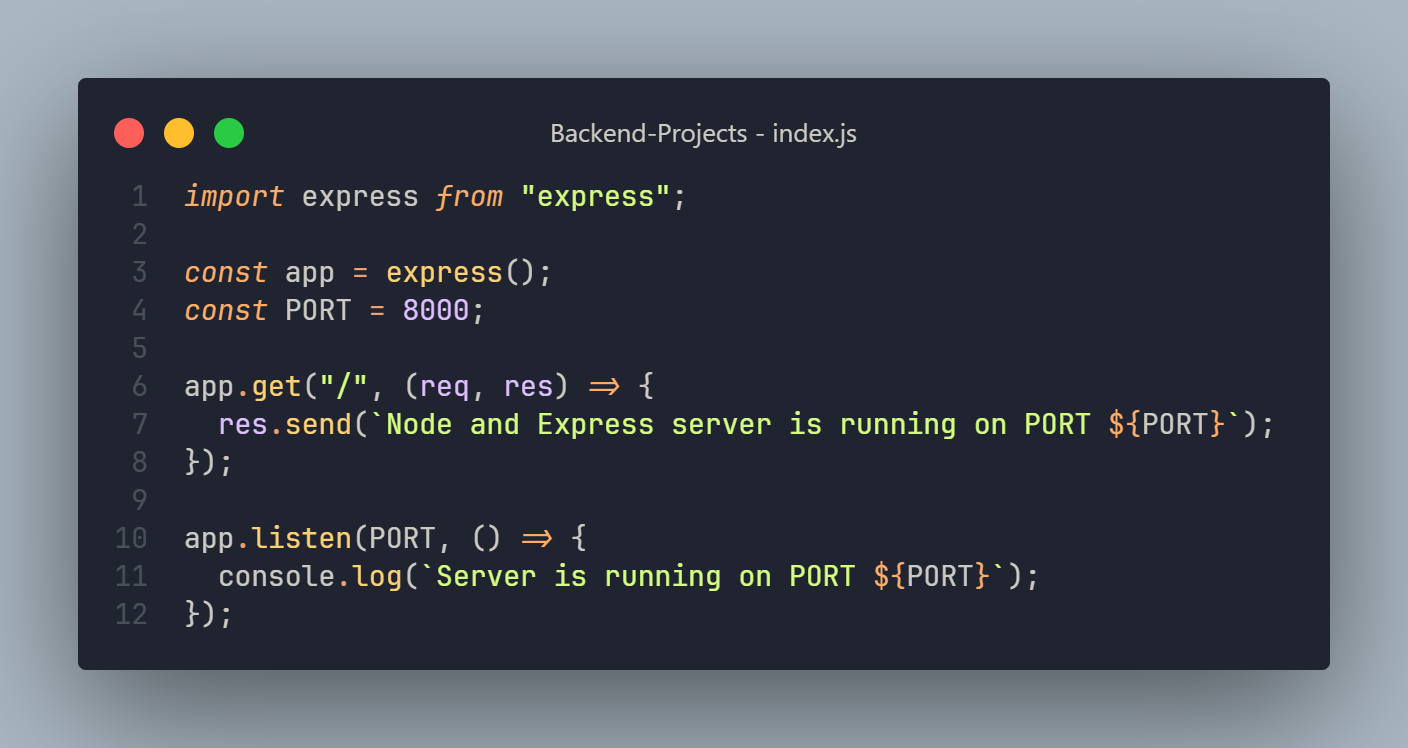 Backend-Projects - index.js
1 import express from "express";
2
3 const app = express();
4 const PORT = 8000;
5
6 app.get("/", (req, res) => {
7   res.send(`Node and Express server is running on PORT ${PORT}`);
8 });
9
10 app.listen(PORT, () => {
11   console.log(`Server is running on PORT ${PORT}`);
12 });